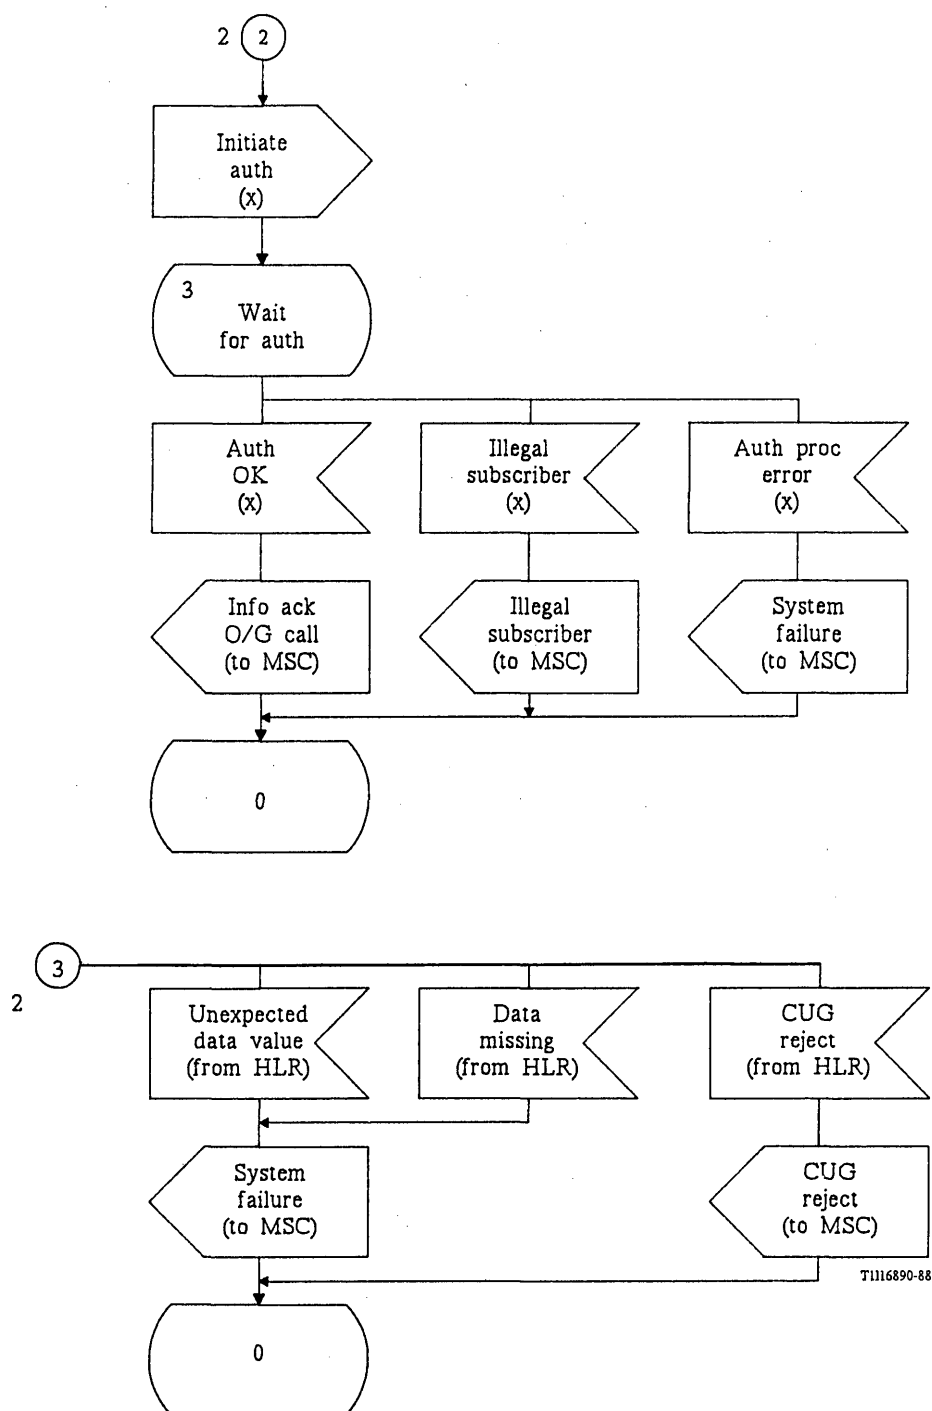 2 2
Initiate
auth
(x)
3
Wait
for auth
Auth
OK
(x)
Illegal
subscriber
(x)
Auth proc
error
(x)
Info ack
O/G call
(to MSC)
Illegal
subscriber
(to MSC)
System
failure
(to MSC)
0
3
2
Unexpected
data value
(from HLR)
Data
missing
(from HLR)
CUG
reject
(from HLR)
System
failure
(to MSC)
CUG
reject
(to MSC)
T1116890-88
0